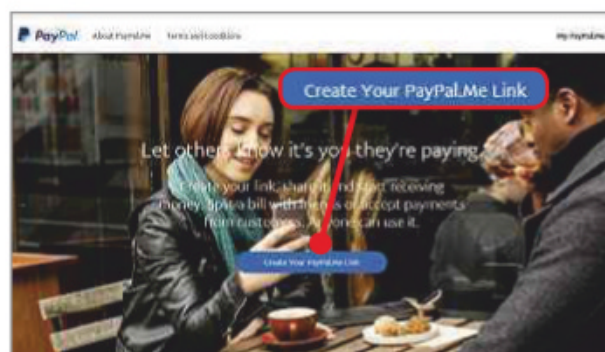 PayPal About PayPal.Me Terms and Conditions My PayPal.Me
Create Your PayPal.Me Link
Let others know it's you they're paying.
Create your link, share it and start receiving
money. Split a bill with friends or accept payments
from customers. Anyone can use it.
Create Your PayPal.Me Link